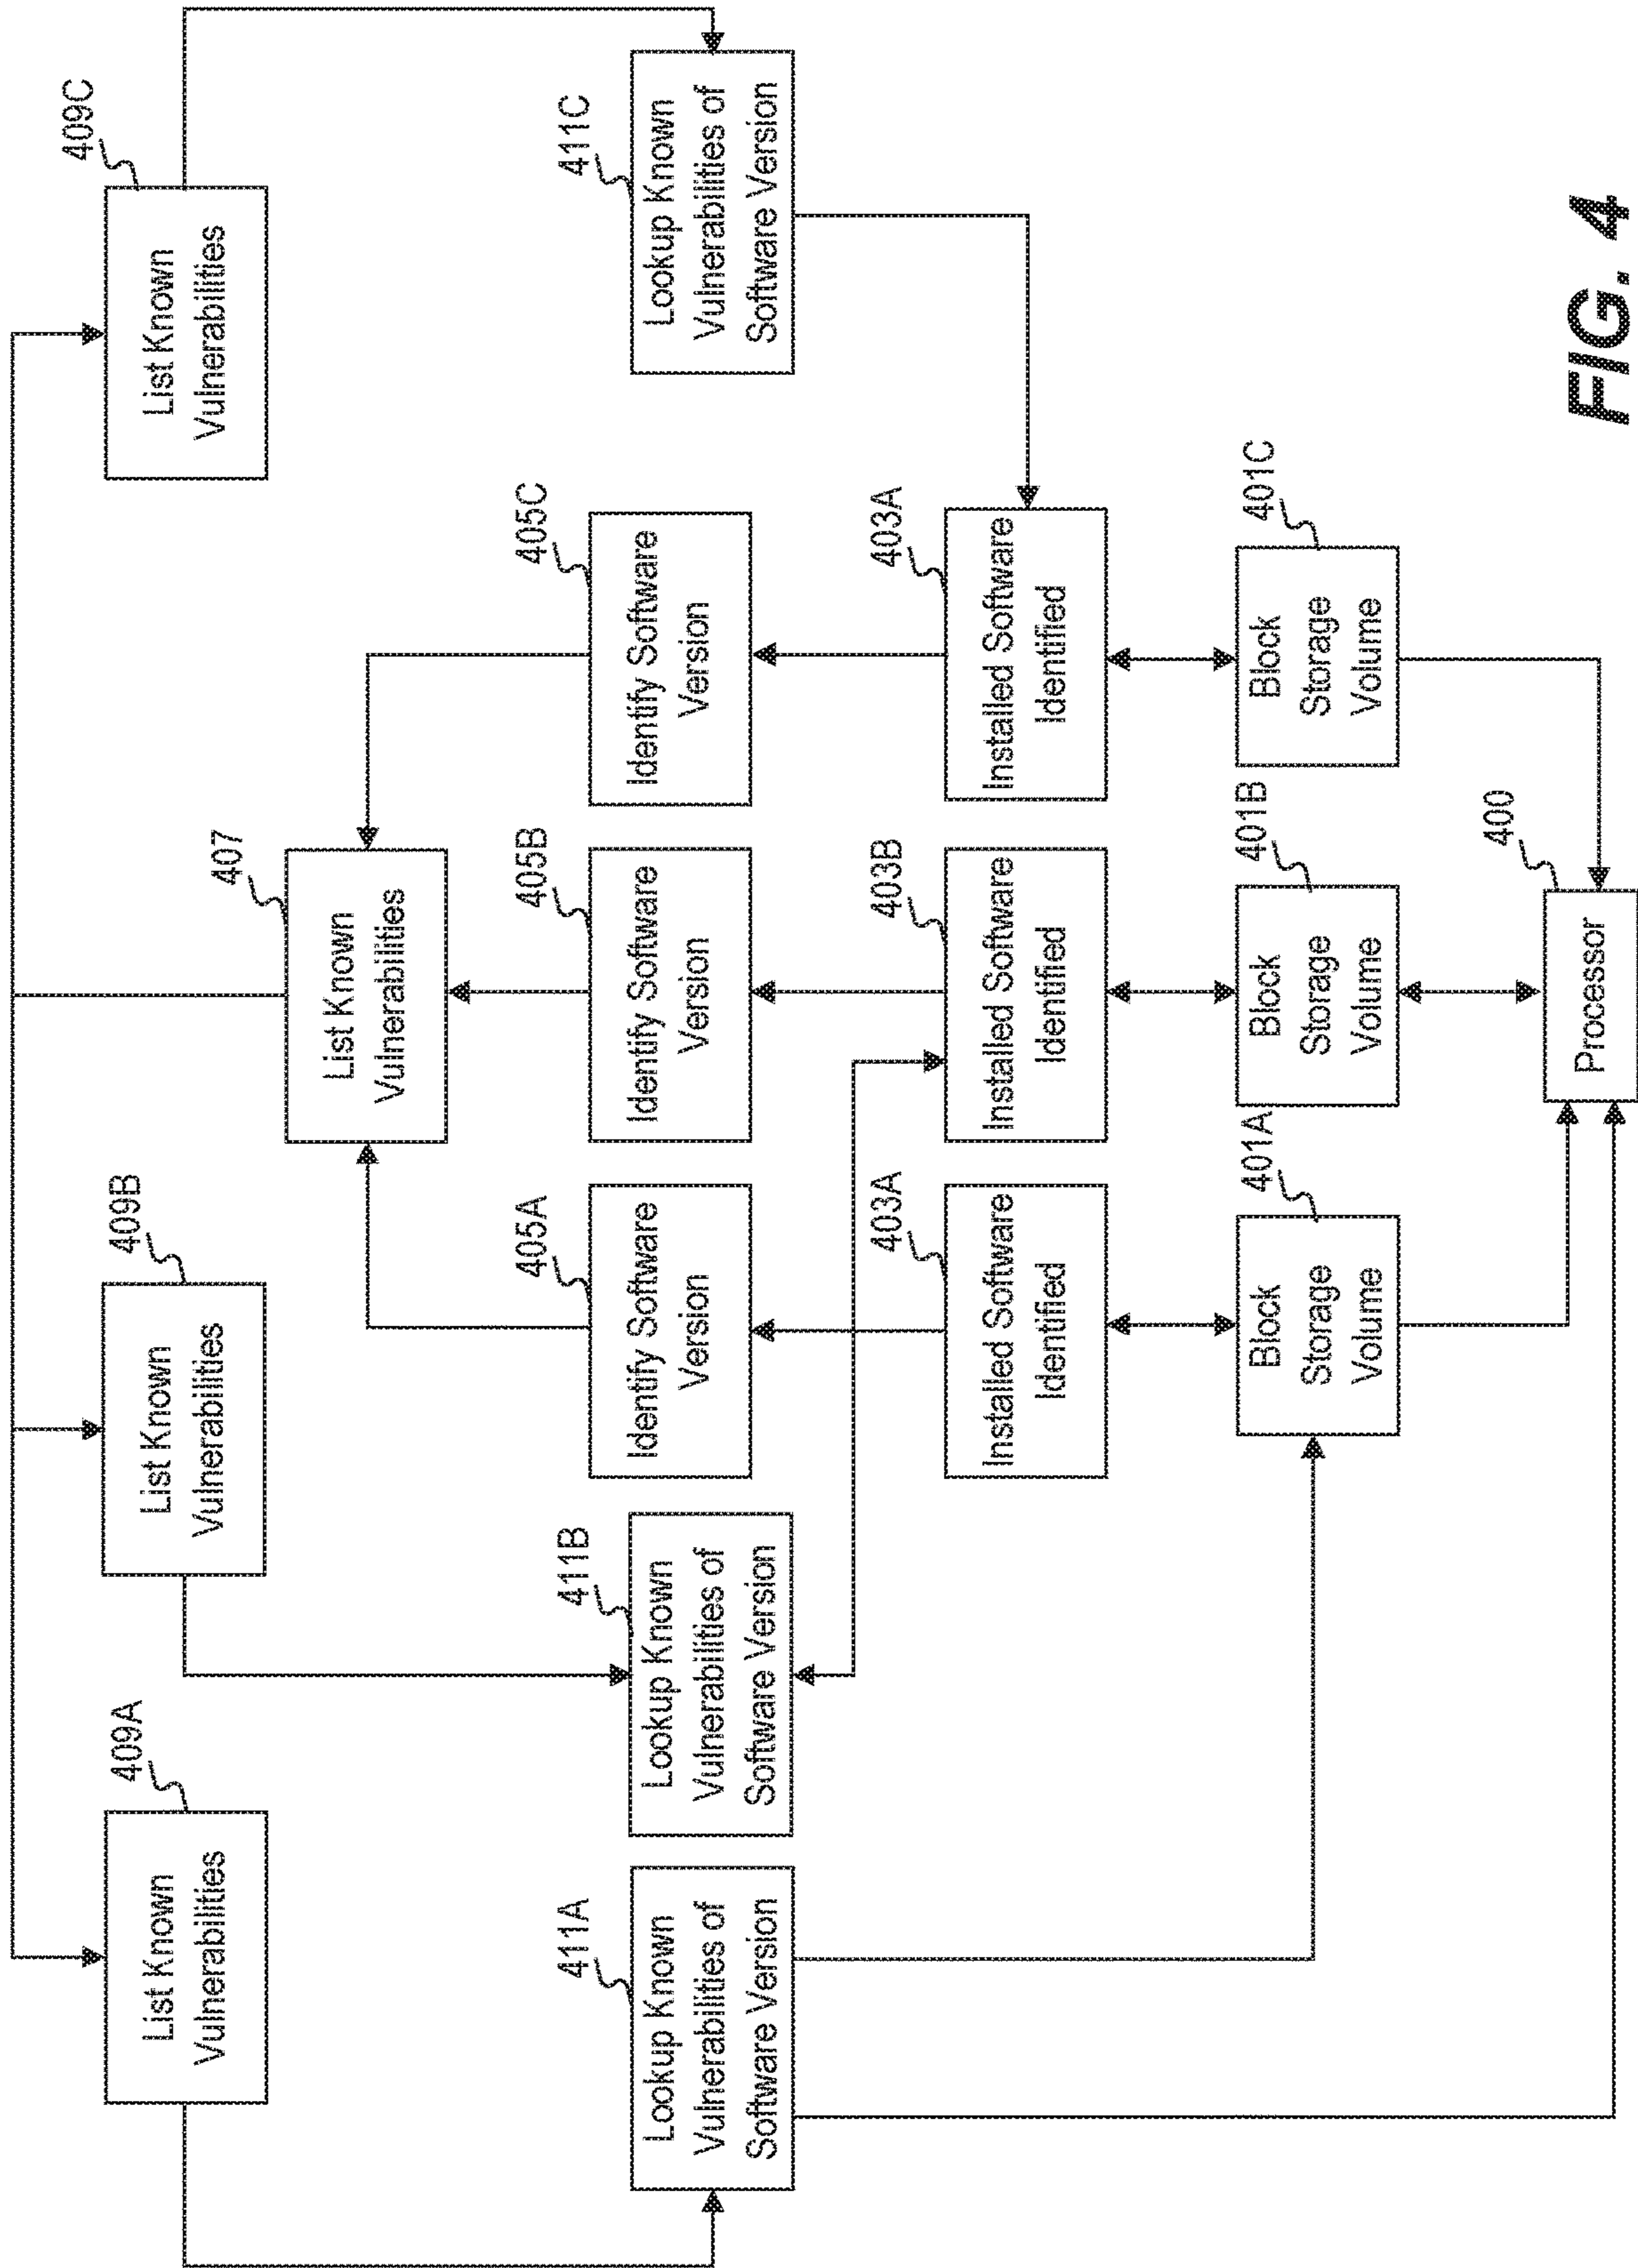 409A
List Known
Vulnerabilities
409B
List Known
Vulnerabilities
409C
List Known
Vulnerabilities
407
List Known
Vulnerabilities
411A
Lookup Known
Vulnerabilities of
Software Version
411B
Lookup Known
Vulnerabilities of
Software Version
405A
Identify Software
Version
405B
Identify Software
Version
405C
Identify Software
Version
411C
Lookup Known
Vulnerabilities of
Software Version
403A
Installed Software
Identified
403B
Installed Software
Identified
403A
Installed Software
Identified
401A
Block
Storage
Volume
401B
Block
Storage
Volume
401C
Block
Storage
Volume
400
Processor
FIG. 4